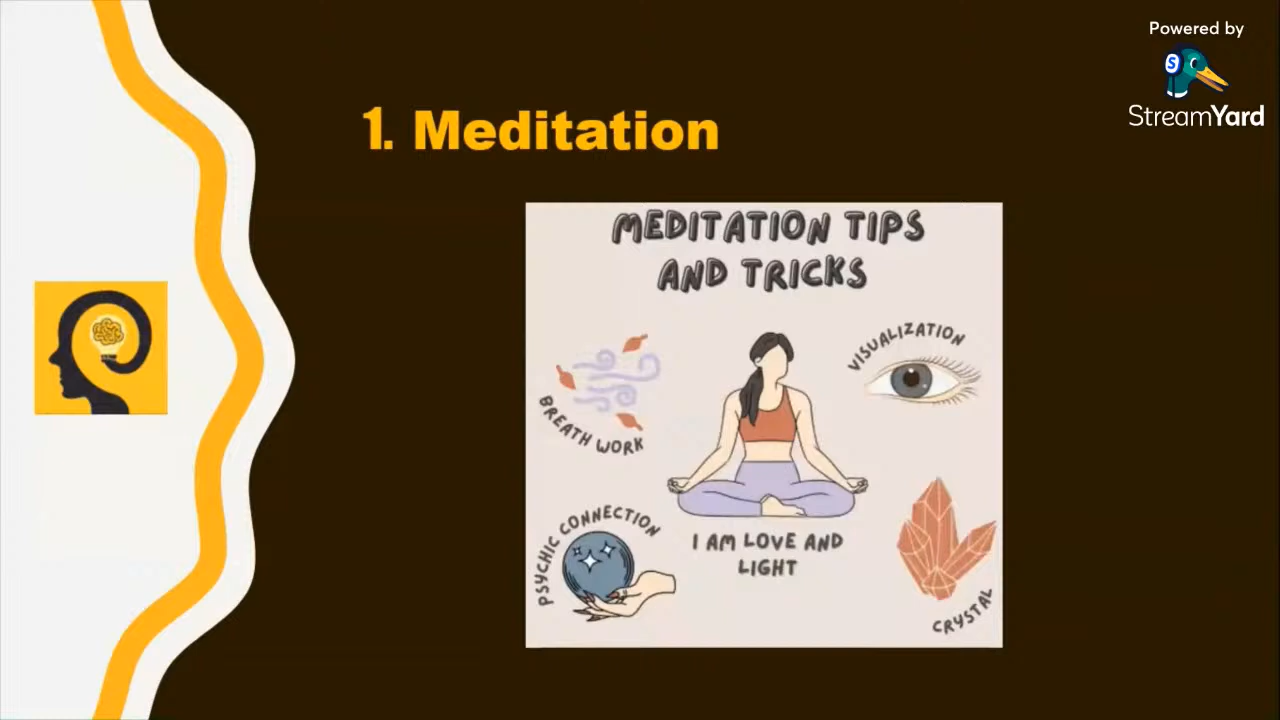 Powered by
S
StreamYard
1. Meditation
MEDITATION TIPS
AND TRICKS
VISUALIZATION
BREATH WORK
PSYCHIC CONNECTION
I AM LOVE AND
LIGHT
CRYSTAL